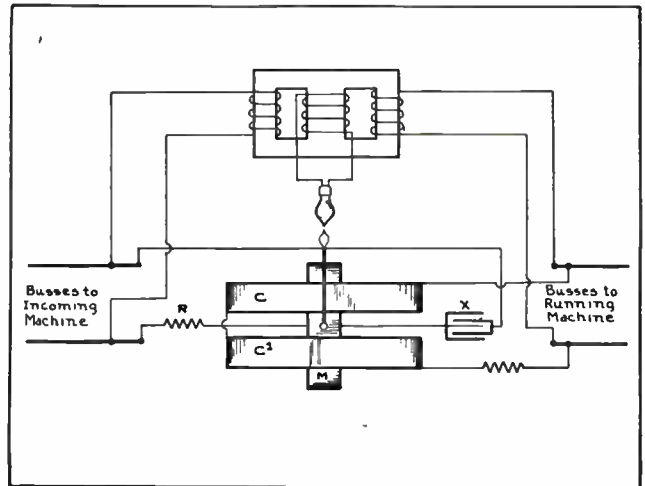 Busses to
Incoming
Machine
R
C
X
Busses to
Running
Machine
C1
M